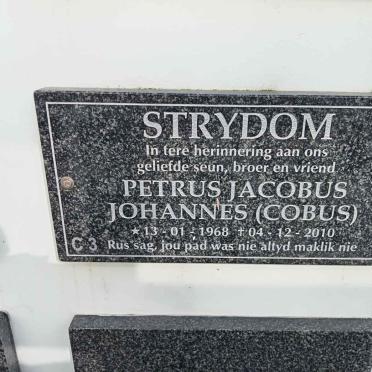 STRYDOM
In tere herinnering aan ons
geliefde seun, broer en vriend
PETRUS JACOBUS
JOHANNES (COBUS)
★ 13 - 01 - 1968 † 04 - 12 - 2010
C 3 Rus sag, jou pad was nie altyd maklik nie